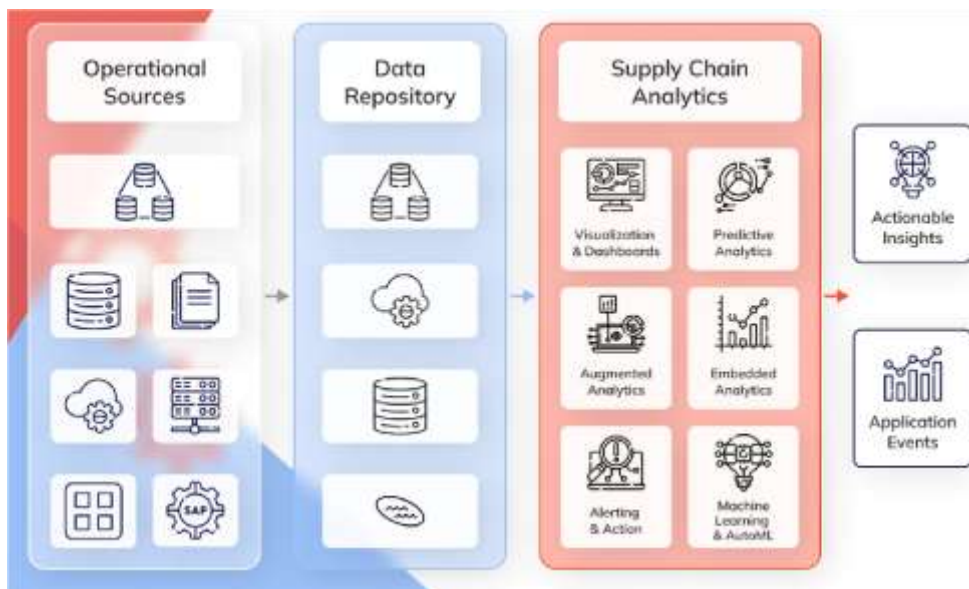 Operational
Sources
SAP
Data
Repository
Supply Chain
Analytics
Visualization
& Dashboards
Predictive
Analytics
Augmented
Analytics
Embedded
Analytics
Alerting
& Action
Machine
Learning
& AutoML
Actionable
Insights
Application
Events